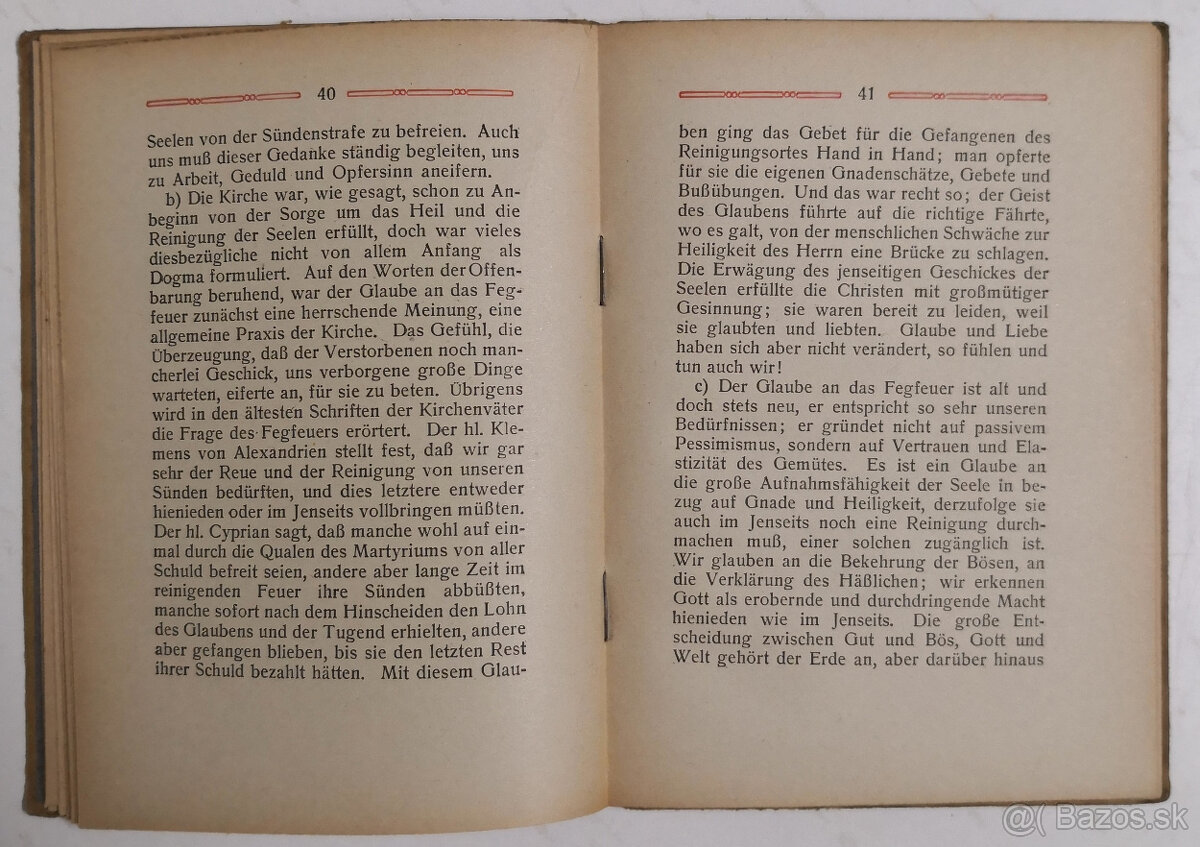 40
Seelen von der Sündenstrafe zu befreien. Auch
uns muß dieser Gedanke ständig begleiten, uns
zu Arbeit, Geduld und Opfersinn aneifern.
b) Die Kirche war, wie gesagt, schon zu An-
beginn von der Sorge um das Heil und die
Reinigung der Seelen erfüllt, doch war vieles
diesbezügliche nicht von allem Anfang als
Dogma formuliert. Auf den Worten der Offen-
barung beruhend, war der Glaube an das Feg-
feuer zunächst eine herrschende Meinung, eine
allgemeine Praxis der Kirche. Das Gefühl, die
Überzeugung, daß der Verstorbenen noch man-
cherlei Geschick, uns verborgene große Dinge
warteten, eiferte an, für sie zu beten. Übrigens
wird in den ältesten Schriften der Kirchenväter
die Frage des Fegfeuers erörtert. Der hl. Kle-
mens von Alexandrien stellt fest, daß wir gar
sehr der Reue und der Reinigung von unseren
Sünden bedürften, und dies letztere entweder
hienieden oder im Jenseits vollbringen müßten.
Der hl. Cyprian sagt, daß manche wohl auf ein-
mal durch die Qualen des Martyriums von aller
Schuld befreit seien, andere aber lange Zeit im
reinigenden Feuer ihre Sünden abbüßten,
manche sofort nach dem Hinscheiden den Lohn
des Glaubens und der Tugend erhielten, andere
aber gefangen blieben, bis sie den letzten Rest
ihrer Schuld bezahlt hätten. Mit diesem Glau-
41
ben ging das Gebet für die Gefangenen des
Reinigungsortes Hand in Hand; man opferte
für sie die eigenen Gnadenschätze, Gebete und
Bußübungen. Und das war recht so; der Geist
des Glaubens führte auf die richtige Fährte,
wo es galt, von der menschlichen Schwäche zur
Heiligkeit des Herrn eine Brücke zu schlagen.
Die Erwägung des jenseitigen Geschickes der
Seelen erfüllte die Christen mit großmütiger
Gesinnung; sie waren bereit zu leiden, weil
sie glaubten und liebten. Glaube und Liebe
haben sich aber nicht verändert, so fühlen und
tun auch wir!
c) Der Glaube an das Fegfeuer ist alt und
doch stets neu, er entspricht so sehr unseren
Bedürfnissen; er gründet nicht auf passivem
Pessimismus, sondern auf Vertrauen und Ela-
stizität des Gemütes. Es ist ein Glaube an
die große Aufnahmsfähigkeit der Seele in be-
zug auf Gnade und Heiligkeit, derzufolge sie
auch im Jenseits noch eine Reinigung durch-
machen muß, einer solchen zugänglich ist.
Wir glauben an die Bekehrung der Bösen, an
die Verklärung des Häßlichen; wir erkennen
Gott als erobernde und durchdringende Macht
hienieden wie im Jenseits. Die große Ent-
scheidung zwischen Gut und Bös, Gott und
Welt gehört der Erde an, aber darüber hinaus
@( Bazos.sk